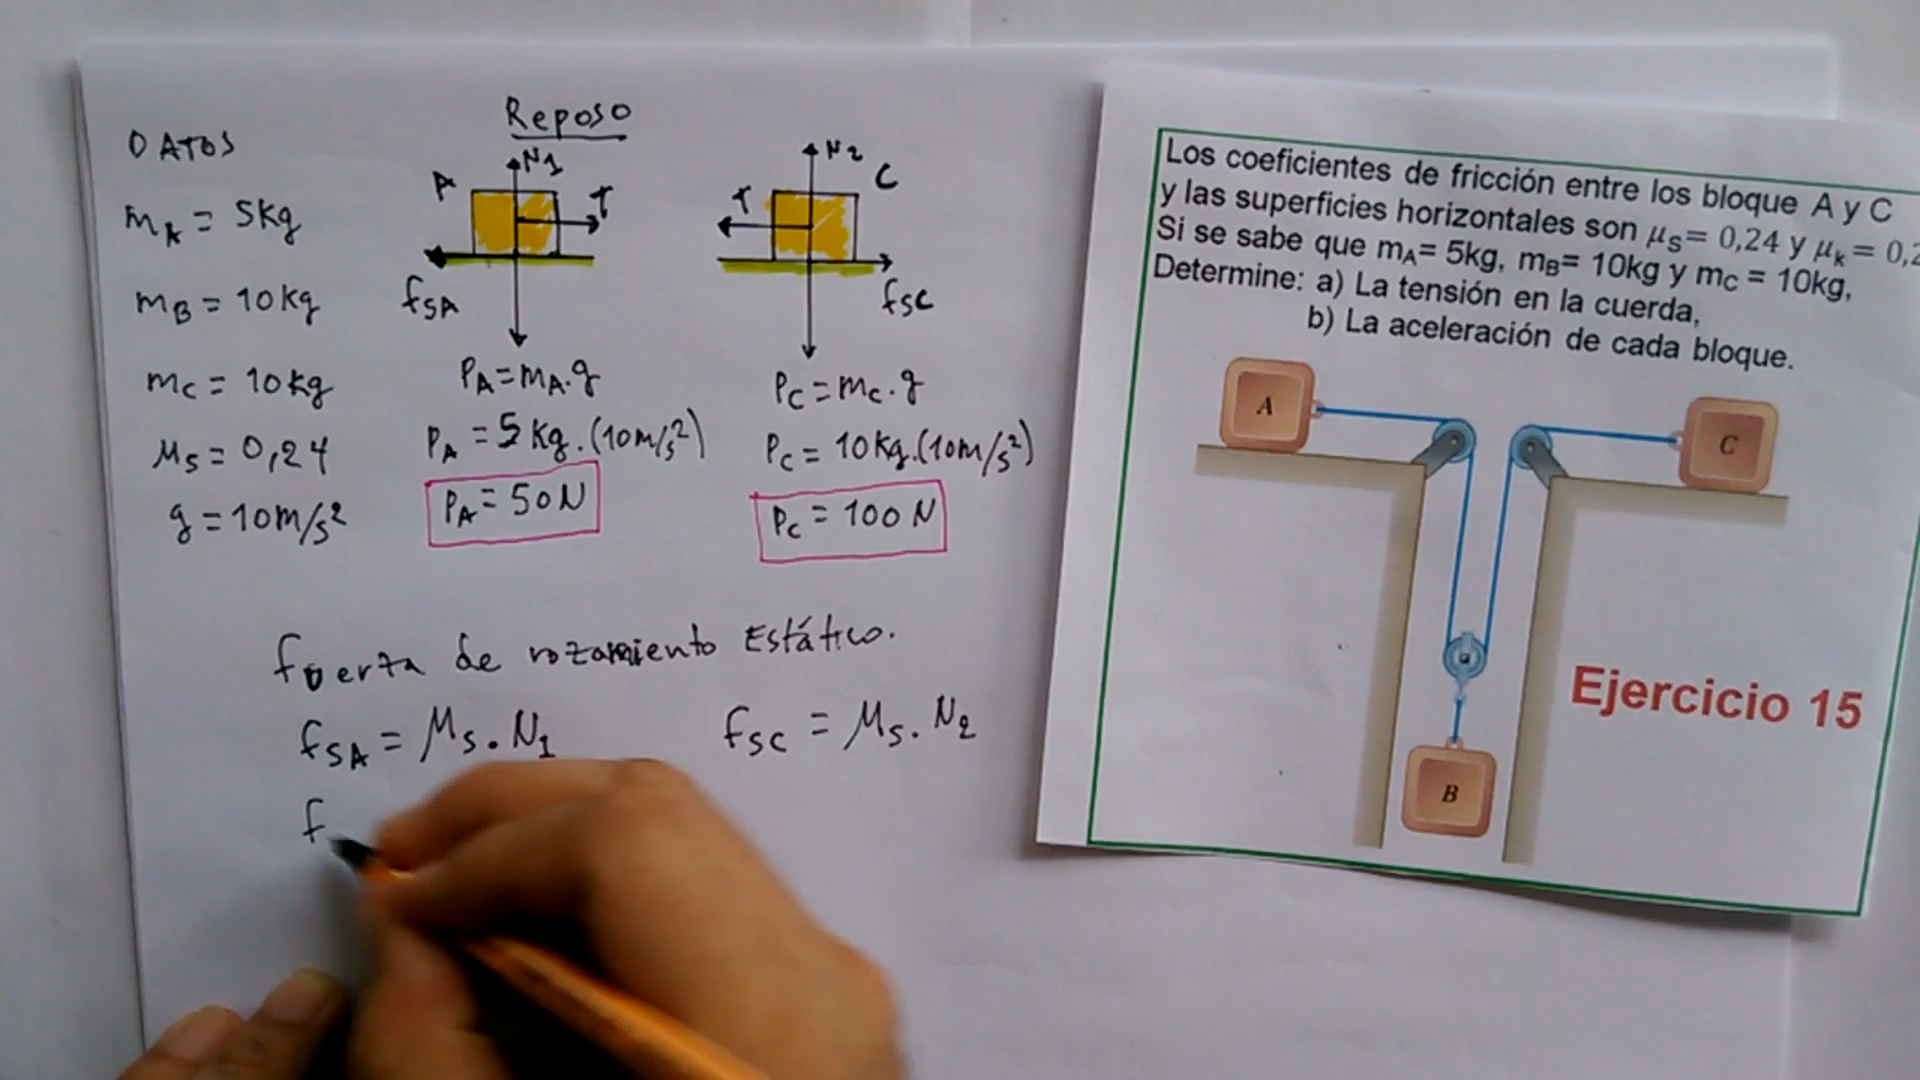 DATOS
mA = 5kg
mB = 10kg
mC = 10kg
μs = 0,24
g = 10m/s²
Reposo
A
N1
T
fSA
PA = mA.g
PA = 5 kg.(10m/s²)
PA = 50N
N2
C
T
fSC
PC = mC.g
PC = 10kg.(10m/s²)
PC = 100 N
fuerza de rozamiento Estático.
fSA = μs.N1
fSC = μs.N2
f
Los coeficientes de fricción entre los bloque A y C
y las superficies horizontales son μS= 0,24 y μk = 0,2
Si se sabe que mA= 5kg, mB= 10kg y mC = 10kg,
Determine: a) La tensión en la cuerda,
b) La aceleración de cada bloque.
A
C
B
Ejercicio 15